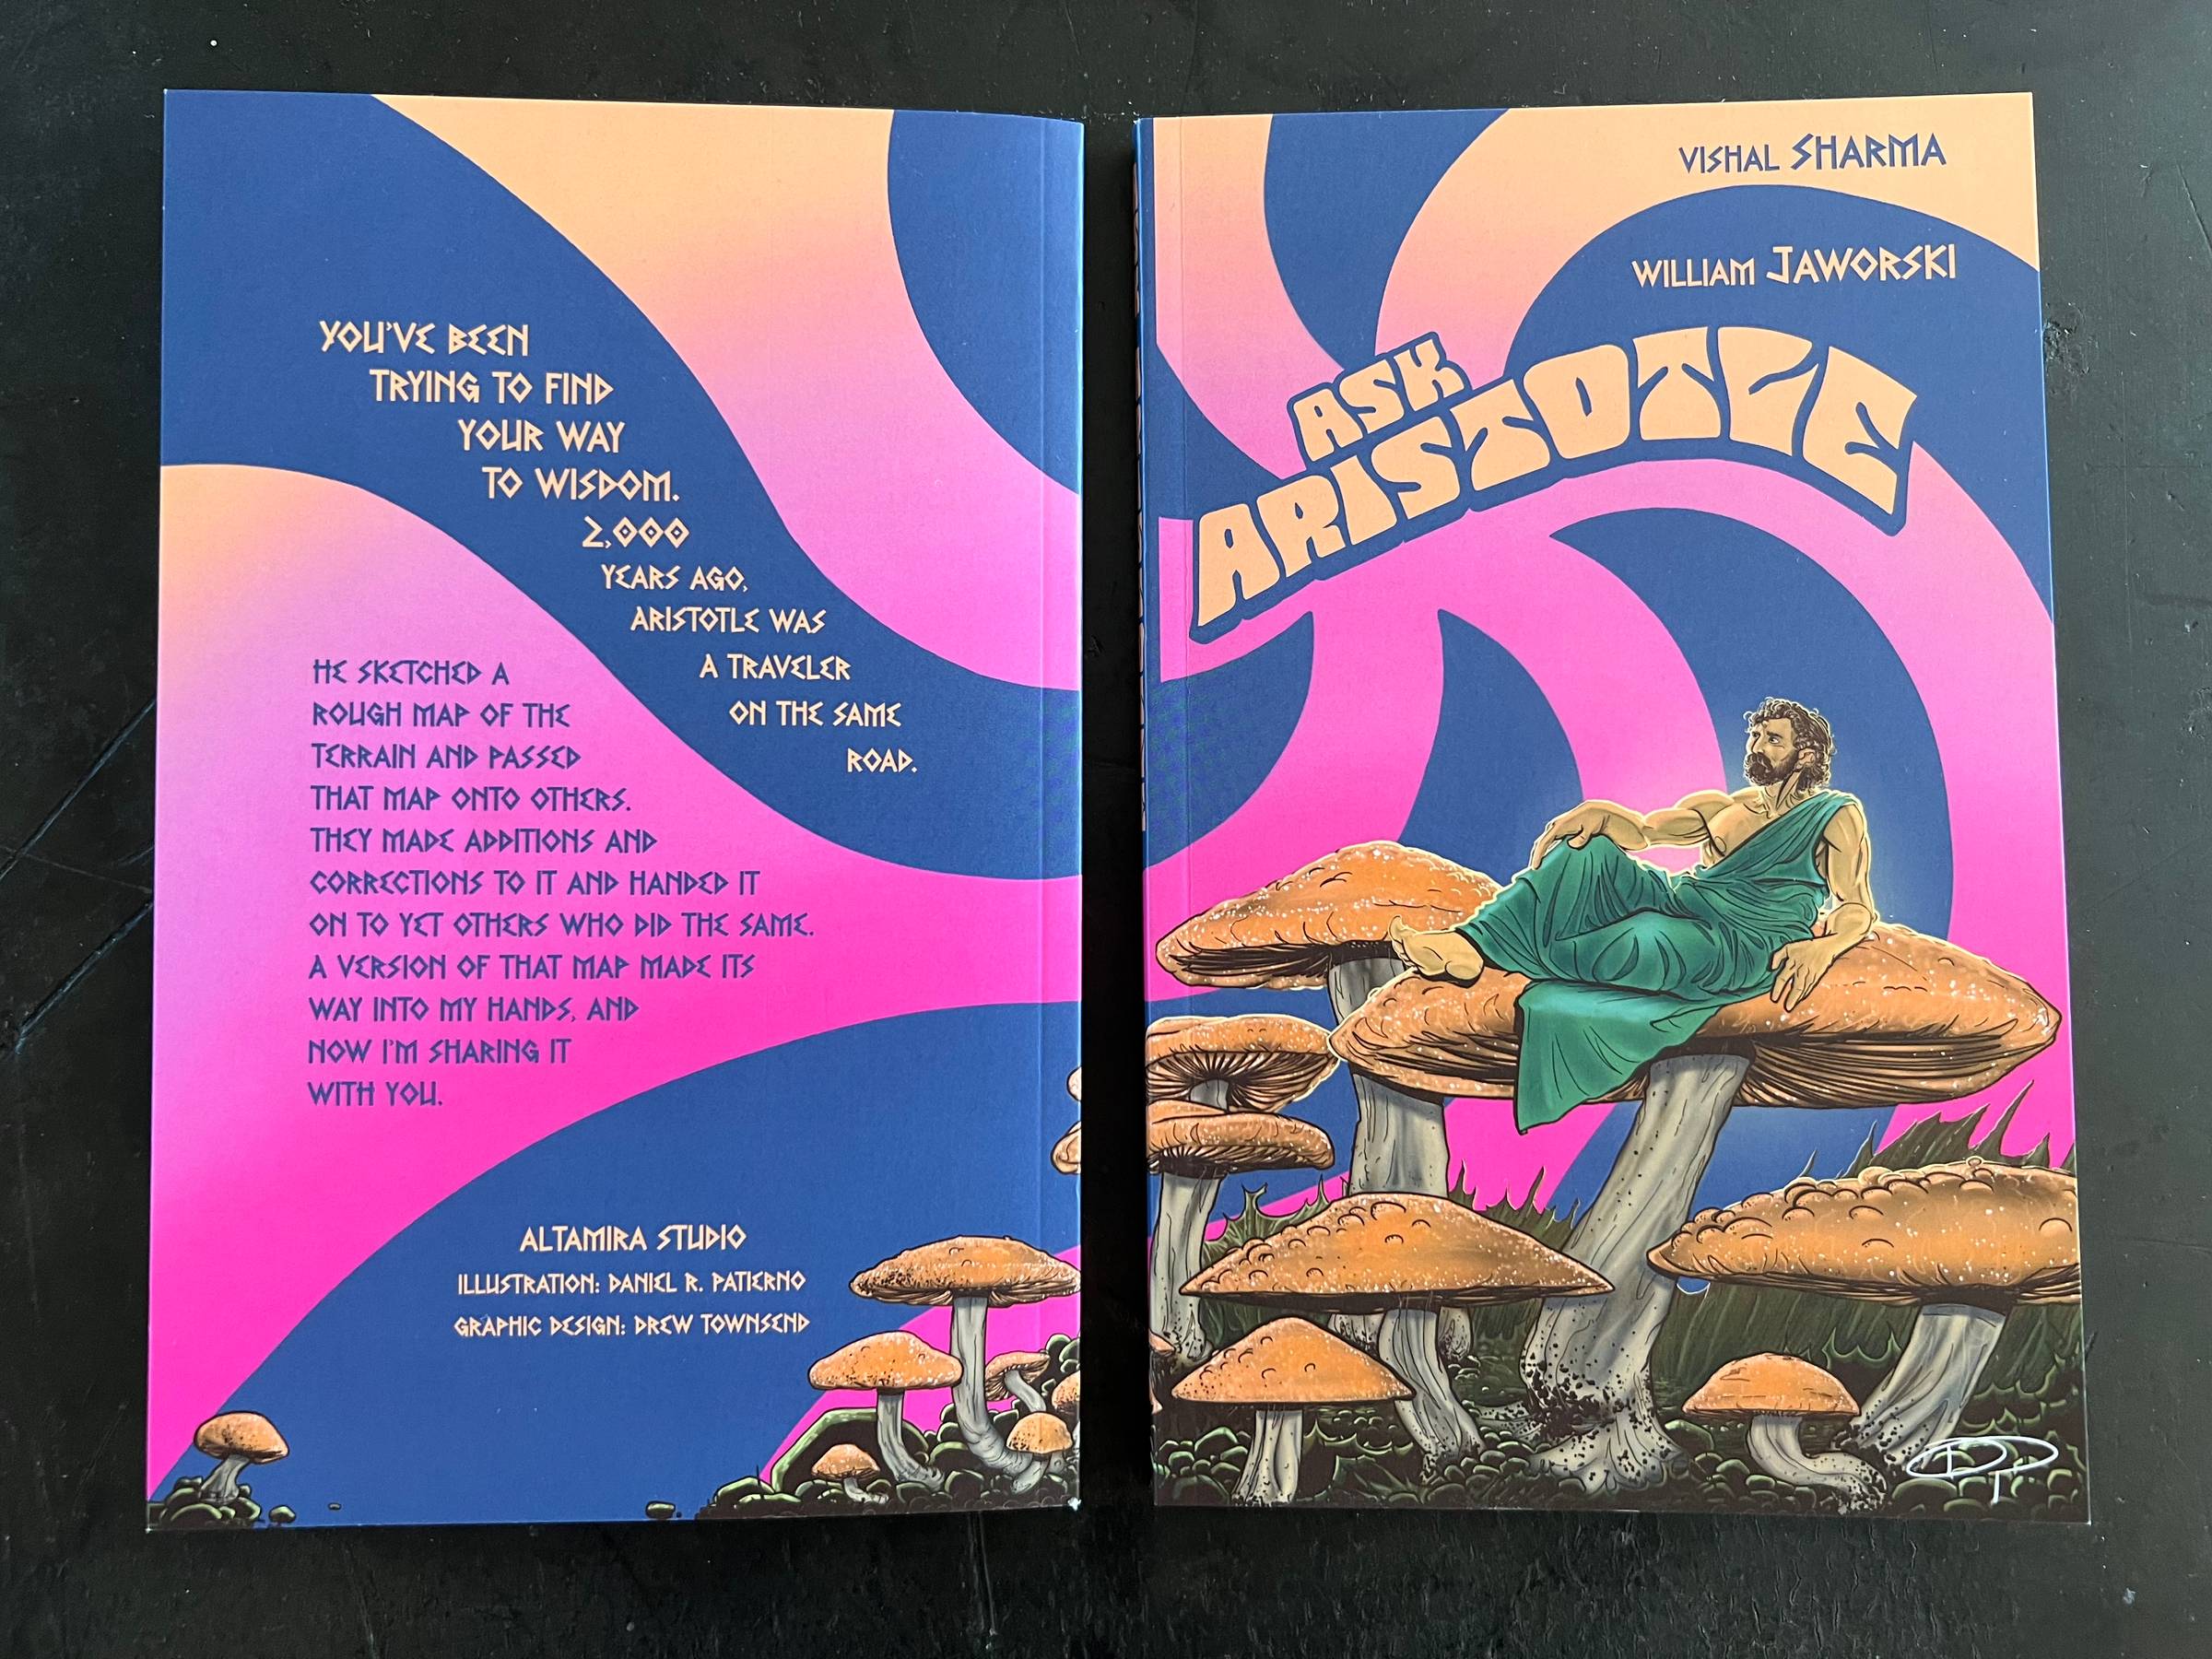 YOU'VE BEEN
TRYING TO FIND
YOUR WAY
TO WISDOM.
2,000
YEARS AGO,
ARISTOTLE WAS
A TRAVELER
ON THE SAME
ROAD.
HE SKETCHED A
ROUGH MAP OF THE
TERRAIN AND PASSED
THAT MAP ONTO OTHERS.
THEY MADE ADDITIONS AND
CORRECTIONS TO IT AND HANDED IT
ON TO YET OTHERS WHO DID THE SAME.
A VERSION OF THAT MAP MADE ITS
WAY INTO MY HANDS, AND
NOW I'M SHARING IT
WITH YOU.
ALTAMIRA STUDIO
ILLUSTRATION: DANIEL R. PATIERNO
GRAPHIC DESIGN: DREW TOWNSEND
VISHAL SHARMA
WILLIAM JAWORSKI
ASK
ARISTOTLE
DP